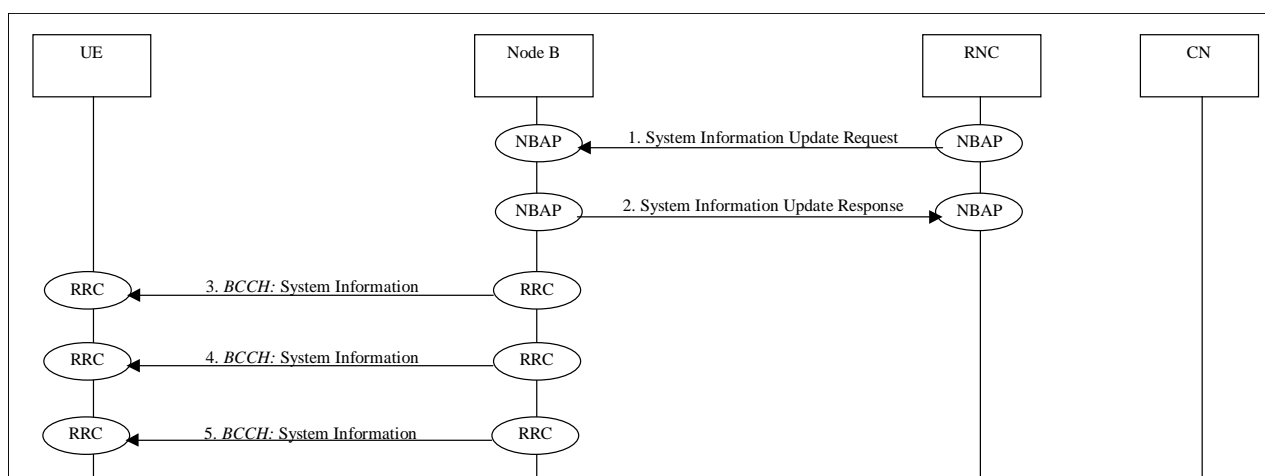 UE Node B RNC CN
NBAP 1. System Information Update Request NBAP
NBAP 2. System Information Update Response NBAP
RRC 3. BCCH: System Information RRC
RRC 4. BCCH: System Information RRC
RRC 5. BCCH: System Information RRC